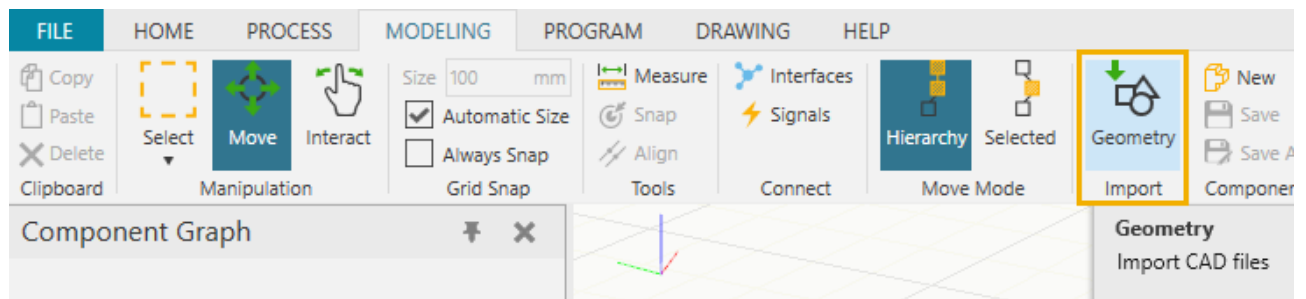 FILE HOME PROCESS MODELING PROGRAM DRAWING HELP
Copy
Paste
Delete
Clipboard
Select
Move
Interact
Manipulation
Size 100 mm
Automatic Size
Always Snap
Grid Snap
Measure
Snap
Align
Tools
Interfaces
Signals
Connect
Hierarchy
Selected
Move Mode
Geometry
Import
New
Save
Save A
Componen
Component Graph
Geometry
Import CAD files